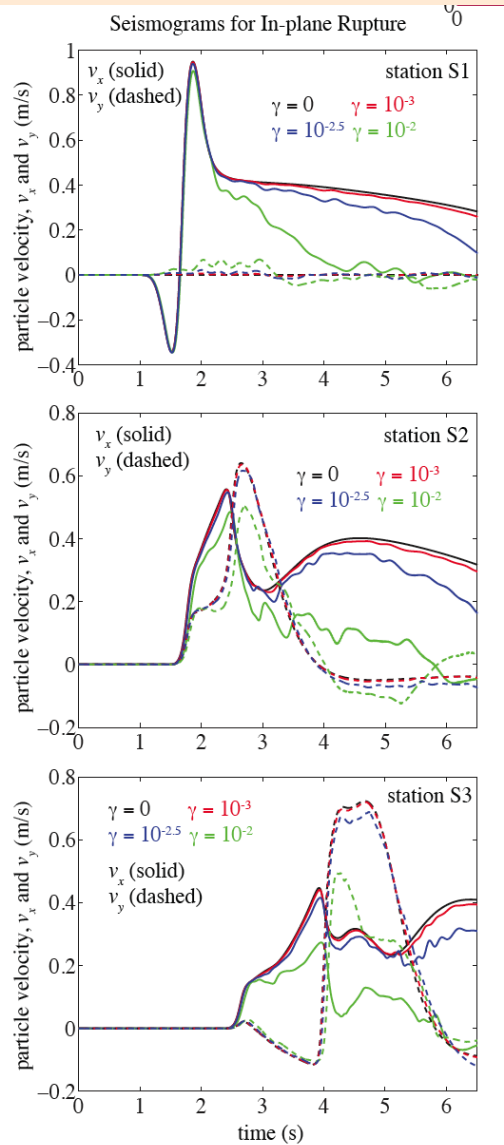 0
0
Seismograms for In-plane Rupture
v_x (solid)
v_y (dashed)
station S1
γ = 0 γ = 10^-3
γ = 10^-2.5 γ = 10^-2
particle velocity, v_x and v_y (m/s)
1
0.8
0.6
0.4
0.2
0
−0.2
−0.4
0 1 2 3 4 5 6
v_x (solid)
v_y (dashed)
station S2
γ = 0 γ = 10^-3
γ = 10^-2.5 γ = 10^-2
particle velocity, v_x and v_y (m/s)
0.8
0.6
0.4
0.2
0
−0.2
0 1 2 3 4 5 6
station S3
γ = 0 γ = 10^-3
γ = 10^-2.5 γ = 10^-2
v_x (solid)
v_y (dashed)
particle velocity, v_x and v_y (m/s)
0.8
0.6
0.4
0.2
0
−0.2
0 1 2 3 4 5 6
time (s)